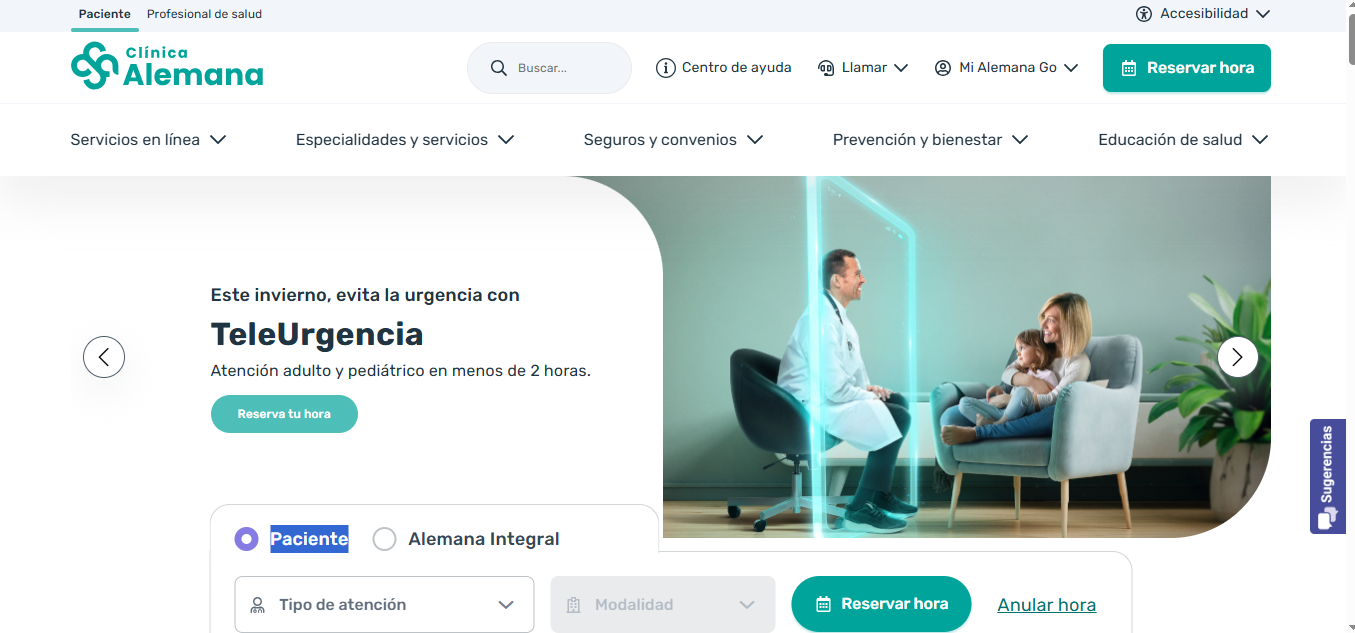 Paciente Profesional de salud Accesibilidad
Clínica
Alemana
Buscar... Centro de ayuda Llamar Mi Alemana Go Reservar hora
Servicios en línea Especialidades y servicios Seguros y convenios Prevención y bienestar Educación de salud
Este invierno, evita la urgencia con
TeleUrgencia
Atención adulto y pediátrico en menos de 2 horas.
Reserva tu hora
Sugerencias
Paciente Alemana Integral
Tipo de atención Modalidad Reservar hora Anular hora